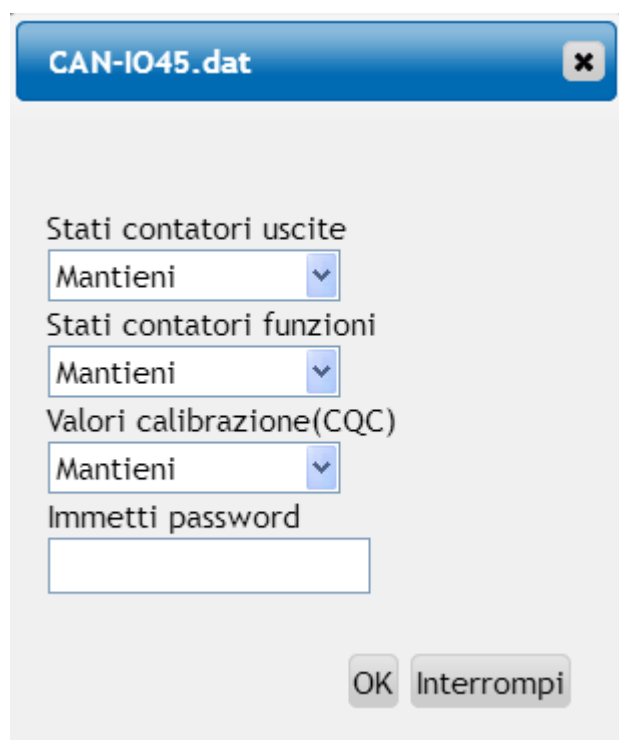 CAN-IO45.dat
Stati contatori uscite
Mantieni
Stati contatori funzioni
Mantieni
Valori calibrazione(CQC)
Mantieni
Immetti password
OK Interrompi